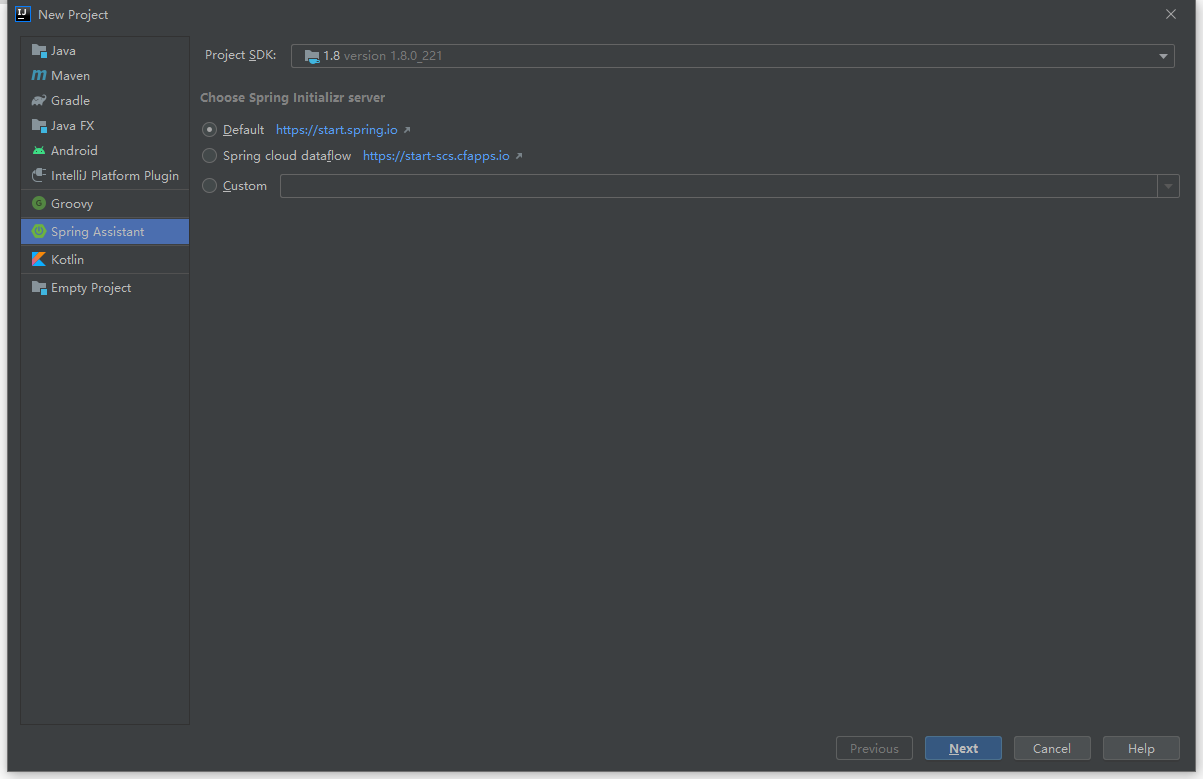 New Project
Java
Maven
Gradle
Java FX
Android
IntelliJ Platform Plugin
Groovy
Spring Assistant
Kotlin
Empty Project
Project SDK: 1.8 version 1.8.0_221
Choose Spring Initializr server
Default https://start.spring.io
Spring cloud dataflow https://start-scs.cfapps.io
Custom
Previous Next Cancel Help